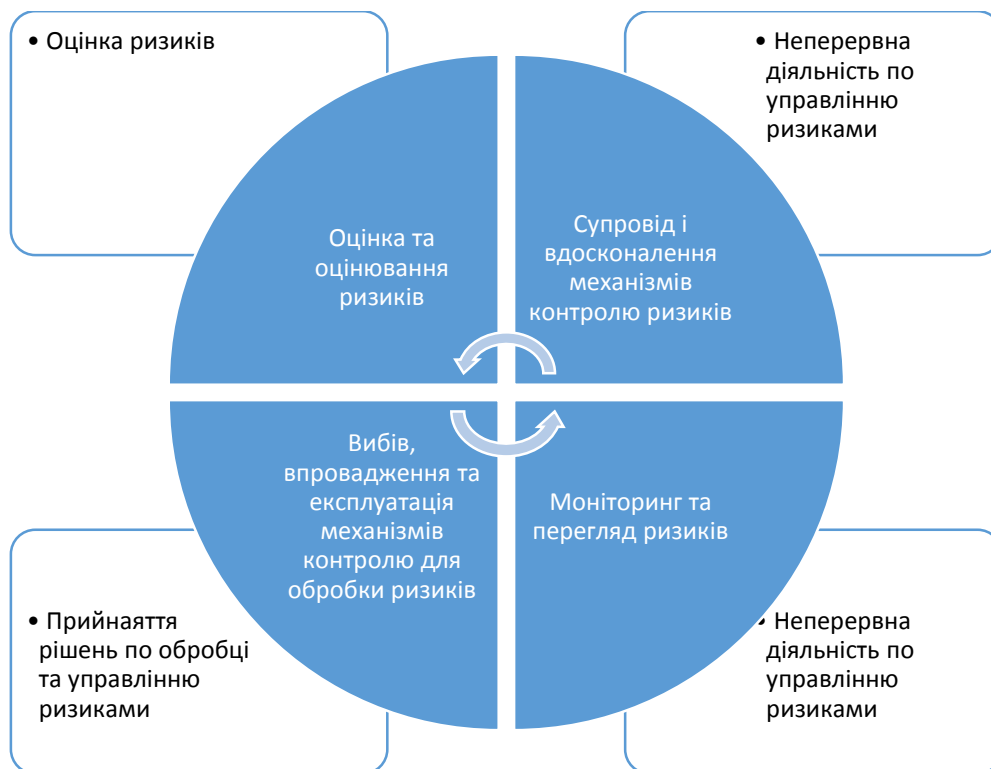 • Оцінка ризиків
• Неперервна
діяльність по
управлінню
ризиками
Оцінка та
оцінювання
ризиків
Супровід і
вдосконалення
механізмів
контролю ризиків
Вибів,
впровадження та
експлуатація
механізмів
контролю для
обробки ризиків
Моніторинг та
перегляд ризиків
• Прийнаяття
рішень по обробці
та управлінню
ризиками
• Неперервна
діяльність по
управлінню
ризиками